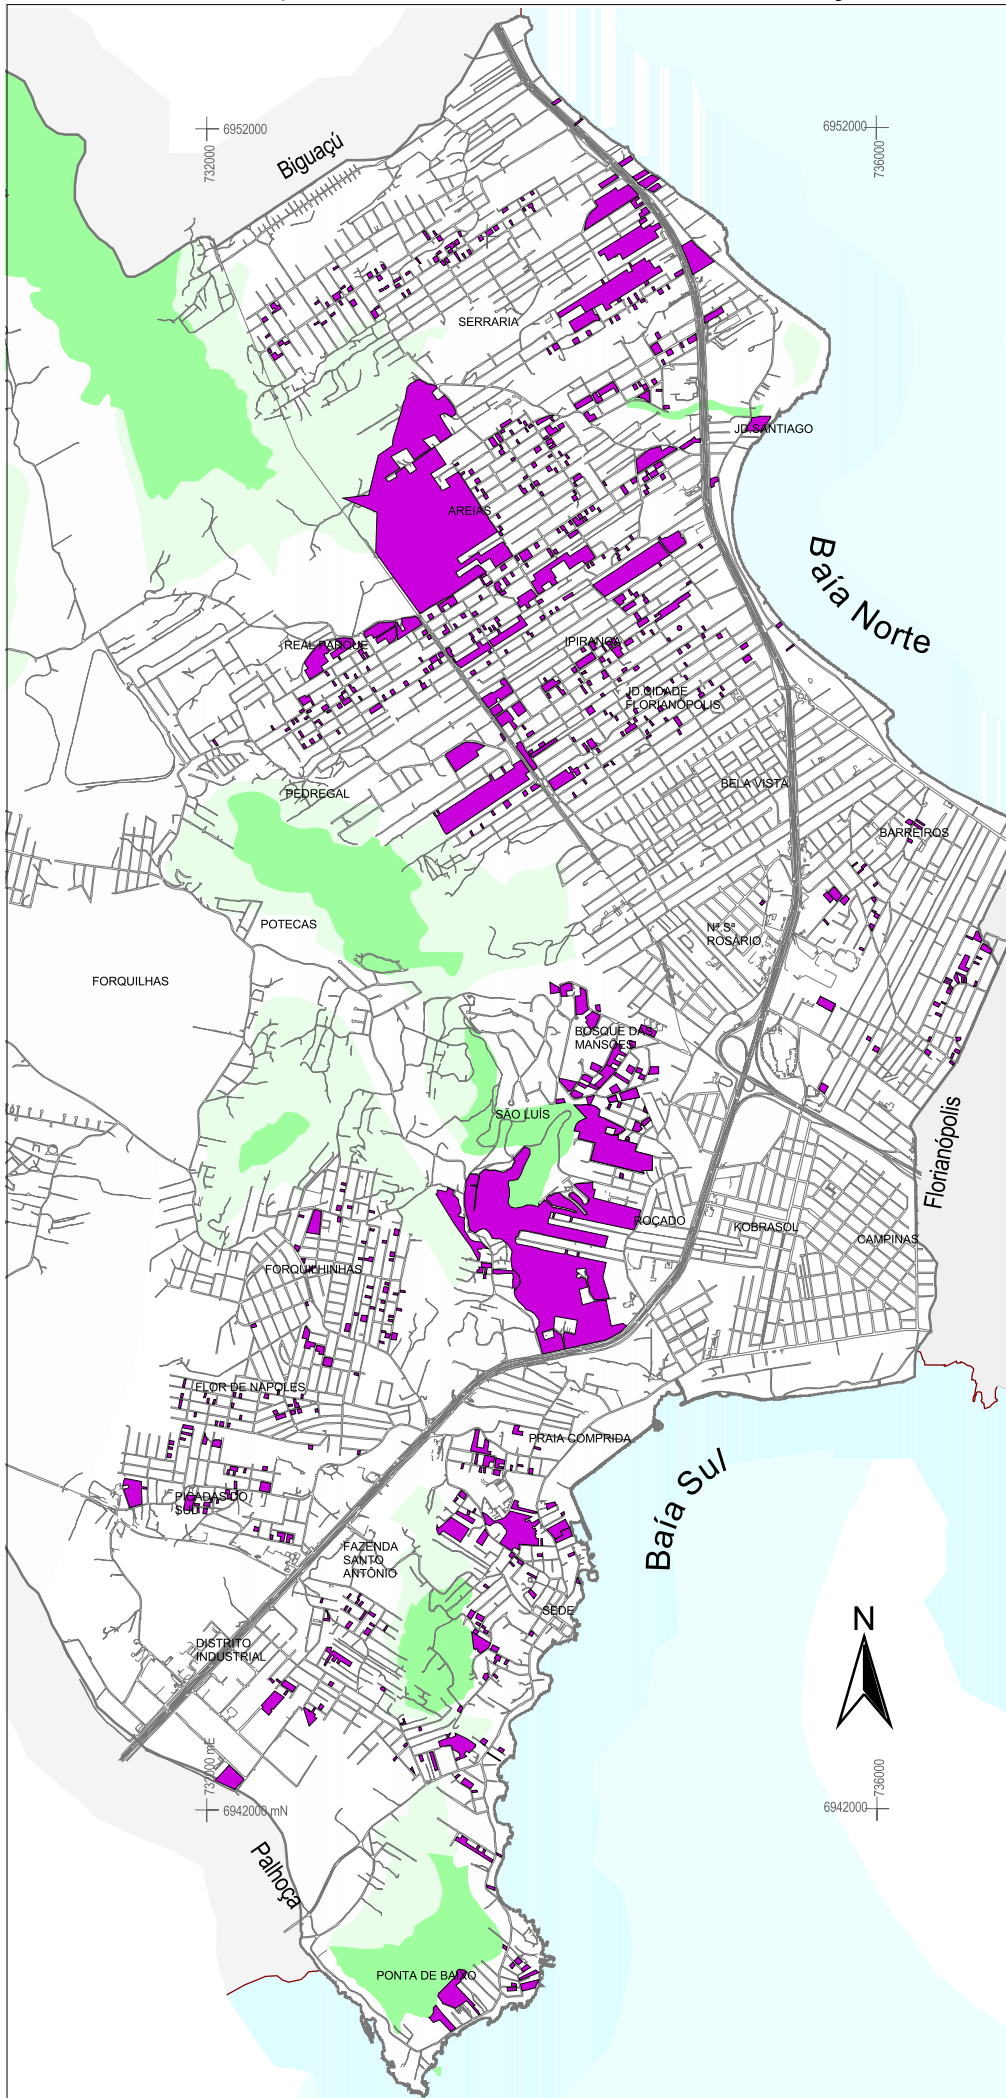 6952000
732000
6952000
736000
Biguaçú
SERRARIA
JD.SANTIAGO
AREIAS
Baía Norte
REAL PARQUE
IPIRANGA
JD.CIDADE
FLORIANÓPOLIS
PEDREGAL
BELA VISTA
BARREIROS
POTECAS
Nª Sª
ROSÁRIO
FORQUILHAS
BOSQUE DAS
MANSÕES
SÃO LUÍS
Florianópolis
ROÇADO
KOBRASOL
CAMPINAS
FORQUILHINHAS
FLOR DE NAPOLES
PRAIA COMPRIDA
Baía Sul
PICADAS DO
SUL
FAZENDA
SANTO
ANTÔNIO
SEDE
N
DISTRITO
INDUSTRIAL
732000 mE
6942000 mN
736000
6942000
Palhoça
PONTA DE BAIXO